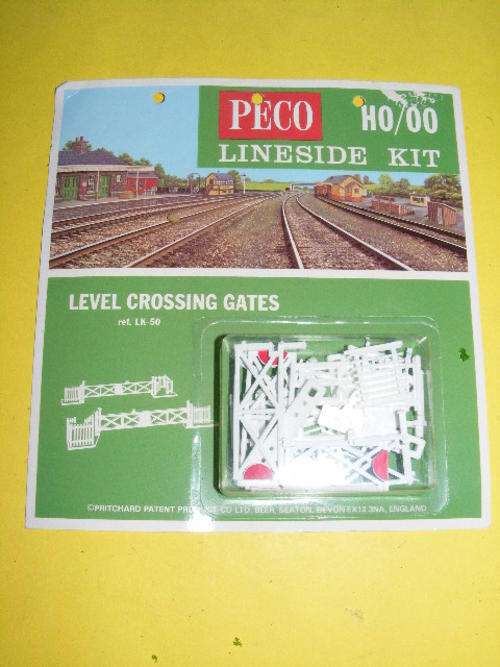 PECO
HO/OO
LINESIDE KIT
LEVEL CROSSING GATES
ref. LK-50
©PRITCHARD PATENT PRODUCT CO LTD. BEER, SEATON, DEVON EX12 3NA, ENGLAND